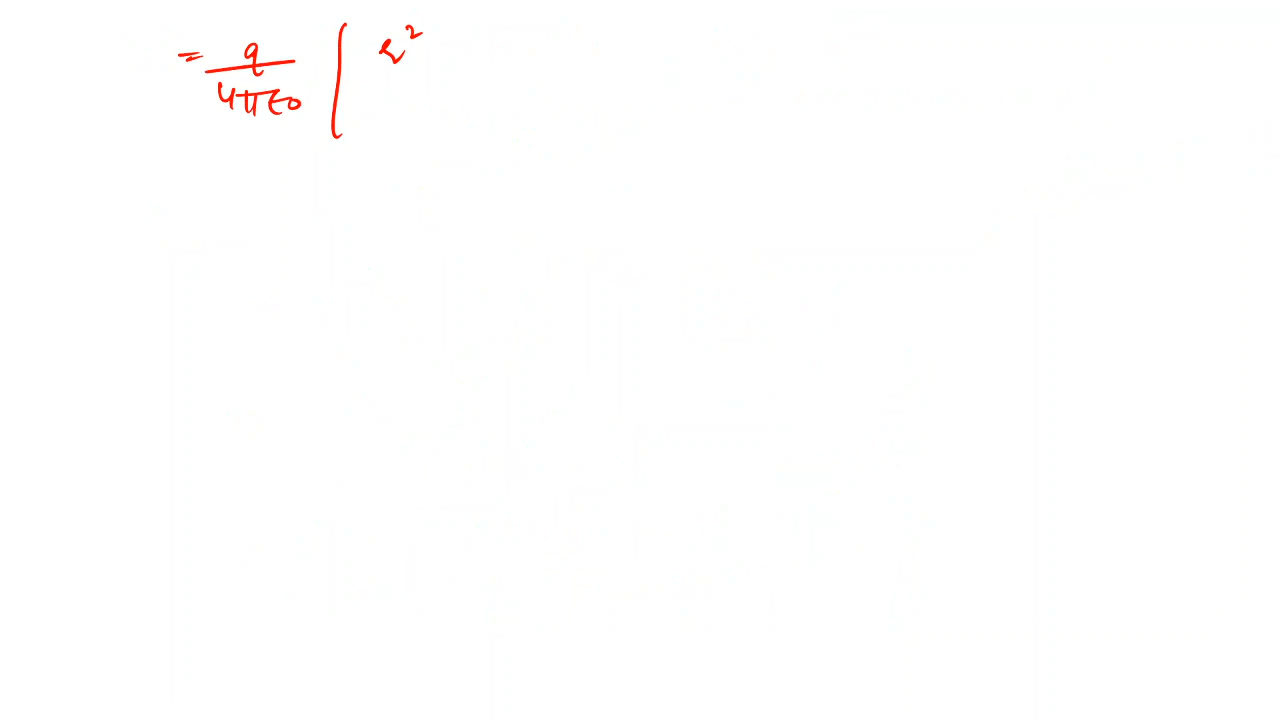 = q/4πε0 ( r²